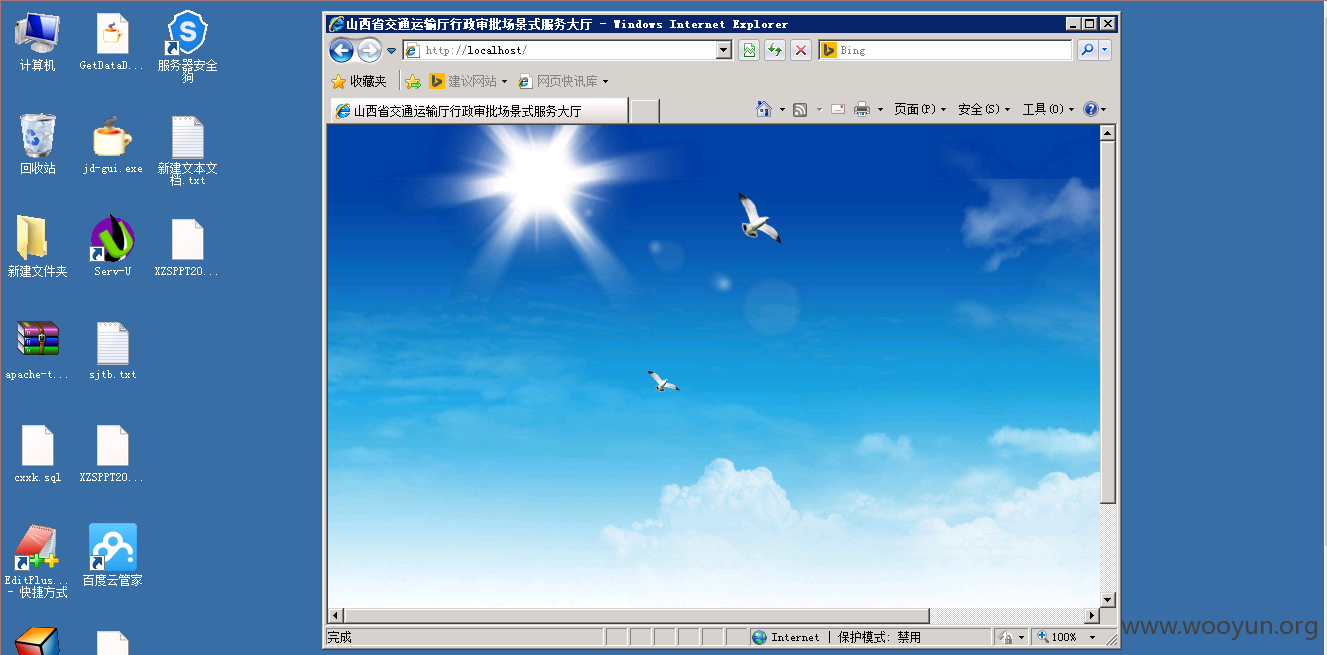 计算机
GetDataD...
服务器安全
狗
回收站
jd-gui.exe
新建文本文
档.txt
新建文件夹
Serv-U
XZSPPT20...
apache-t...
sjtb.txt
cxxk.sql
XZSPPT20...
EditPlus...
- 快捷方式
百度云管家
山西省交通运输厅行政审批场景式服务大厅 - Windows Internet Explorer
http://localhost/
Bing
收藏夹
建议网站
网页快讯库
山西省交通运输厅行政审批场景式服务大厅
页面(P)
安全(S)
工具(O)
完成
Internet | 保护模式: 禁用
100%
www.wooyun.org